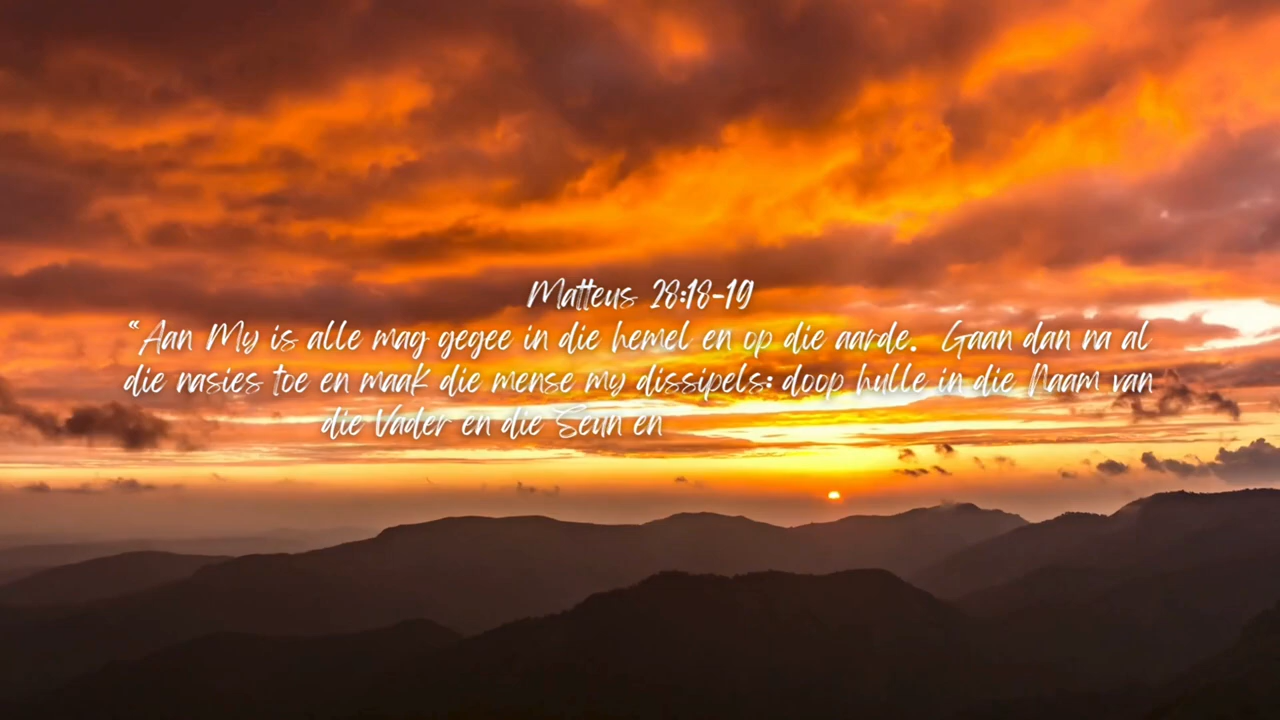 Matteus 28:18-19
“Aan My is alle mag gegee in die hemel en op die aarde. Gaan dan na al
die nasies toe en maak die mense my dissipels: doop hulle in die Naam van
die Vader en die Seun en